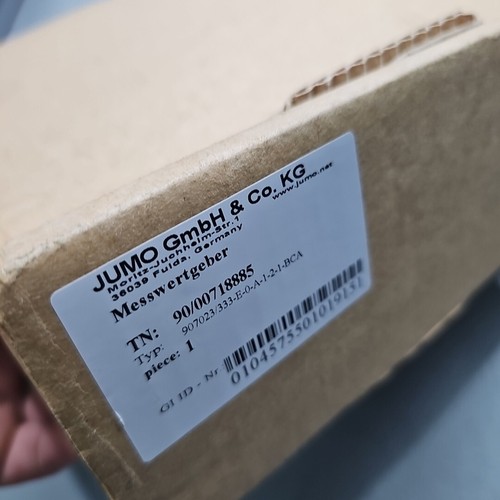 JUMO GmbH & Co. KG
www.jumo.net
Moritz-Juchheim-Str.1
36039 Fulda, Germany
Messwertgeber
TN: 90/00718885
Typ: 907023/333-E-0-A-1-2-1-BCA
piece: 1
GI ID - Nr